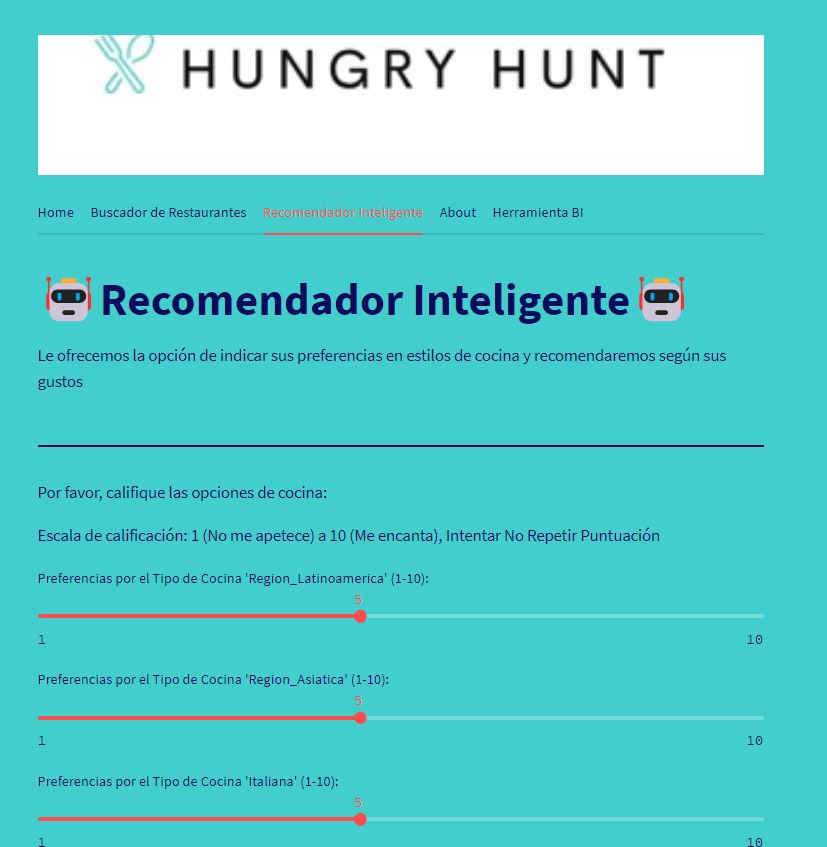 HUNGRY HUNT
Home Buscador de Restaurantes Recomendador Inteligente About Herramienta BI
Recomendador Inteligente
Le ofrecemos la opción de indicar sus preferencias en estilos de cocina y recomendaremos según sus
gustos
Por favor, califique las opciones de cocina:
Escala de calificación: 1 (No me apetece) a 10 (Me encanta), Intentar No Repetir Puntuación
Preferencias por el Tipo de Cocina 'Region_Latinoamerica' (1-10):
5
1 10
Preferencias por el Tipo de Cocina 'Region_Asiatica' (1-10):
5
1 10
Preferencias por el Tipo de Cocina 'Italiana' (1-10):
5
1 10